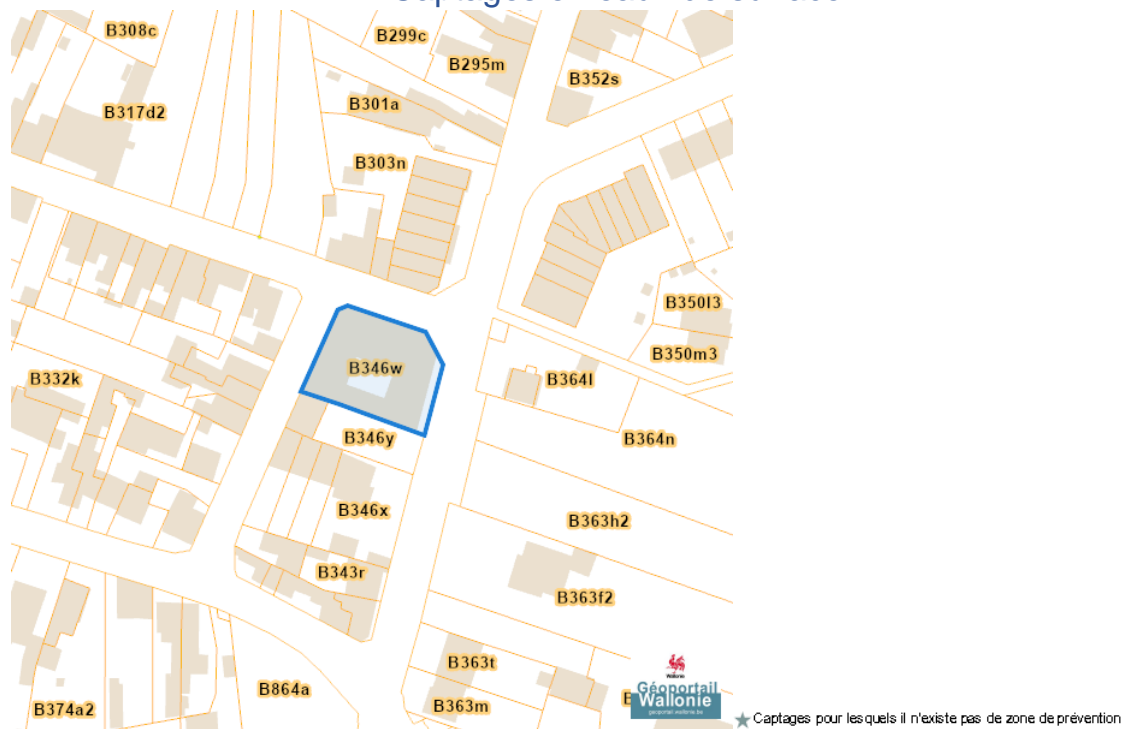 B308c
B299c
B295m
B352s
B301a
B317d2
B303n
B350l3
B350m3
B346w
B332k
B364l
B346y
B364n
B346x
B363h2
B343r
B363f2
B363t
Wallonie
Géoportail
B864a
Wallonie
B363m
B374a2
geoportail.wallonie.be
Captages pour lesquels il n'existe pas de zone de prévention